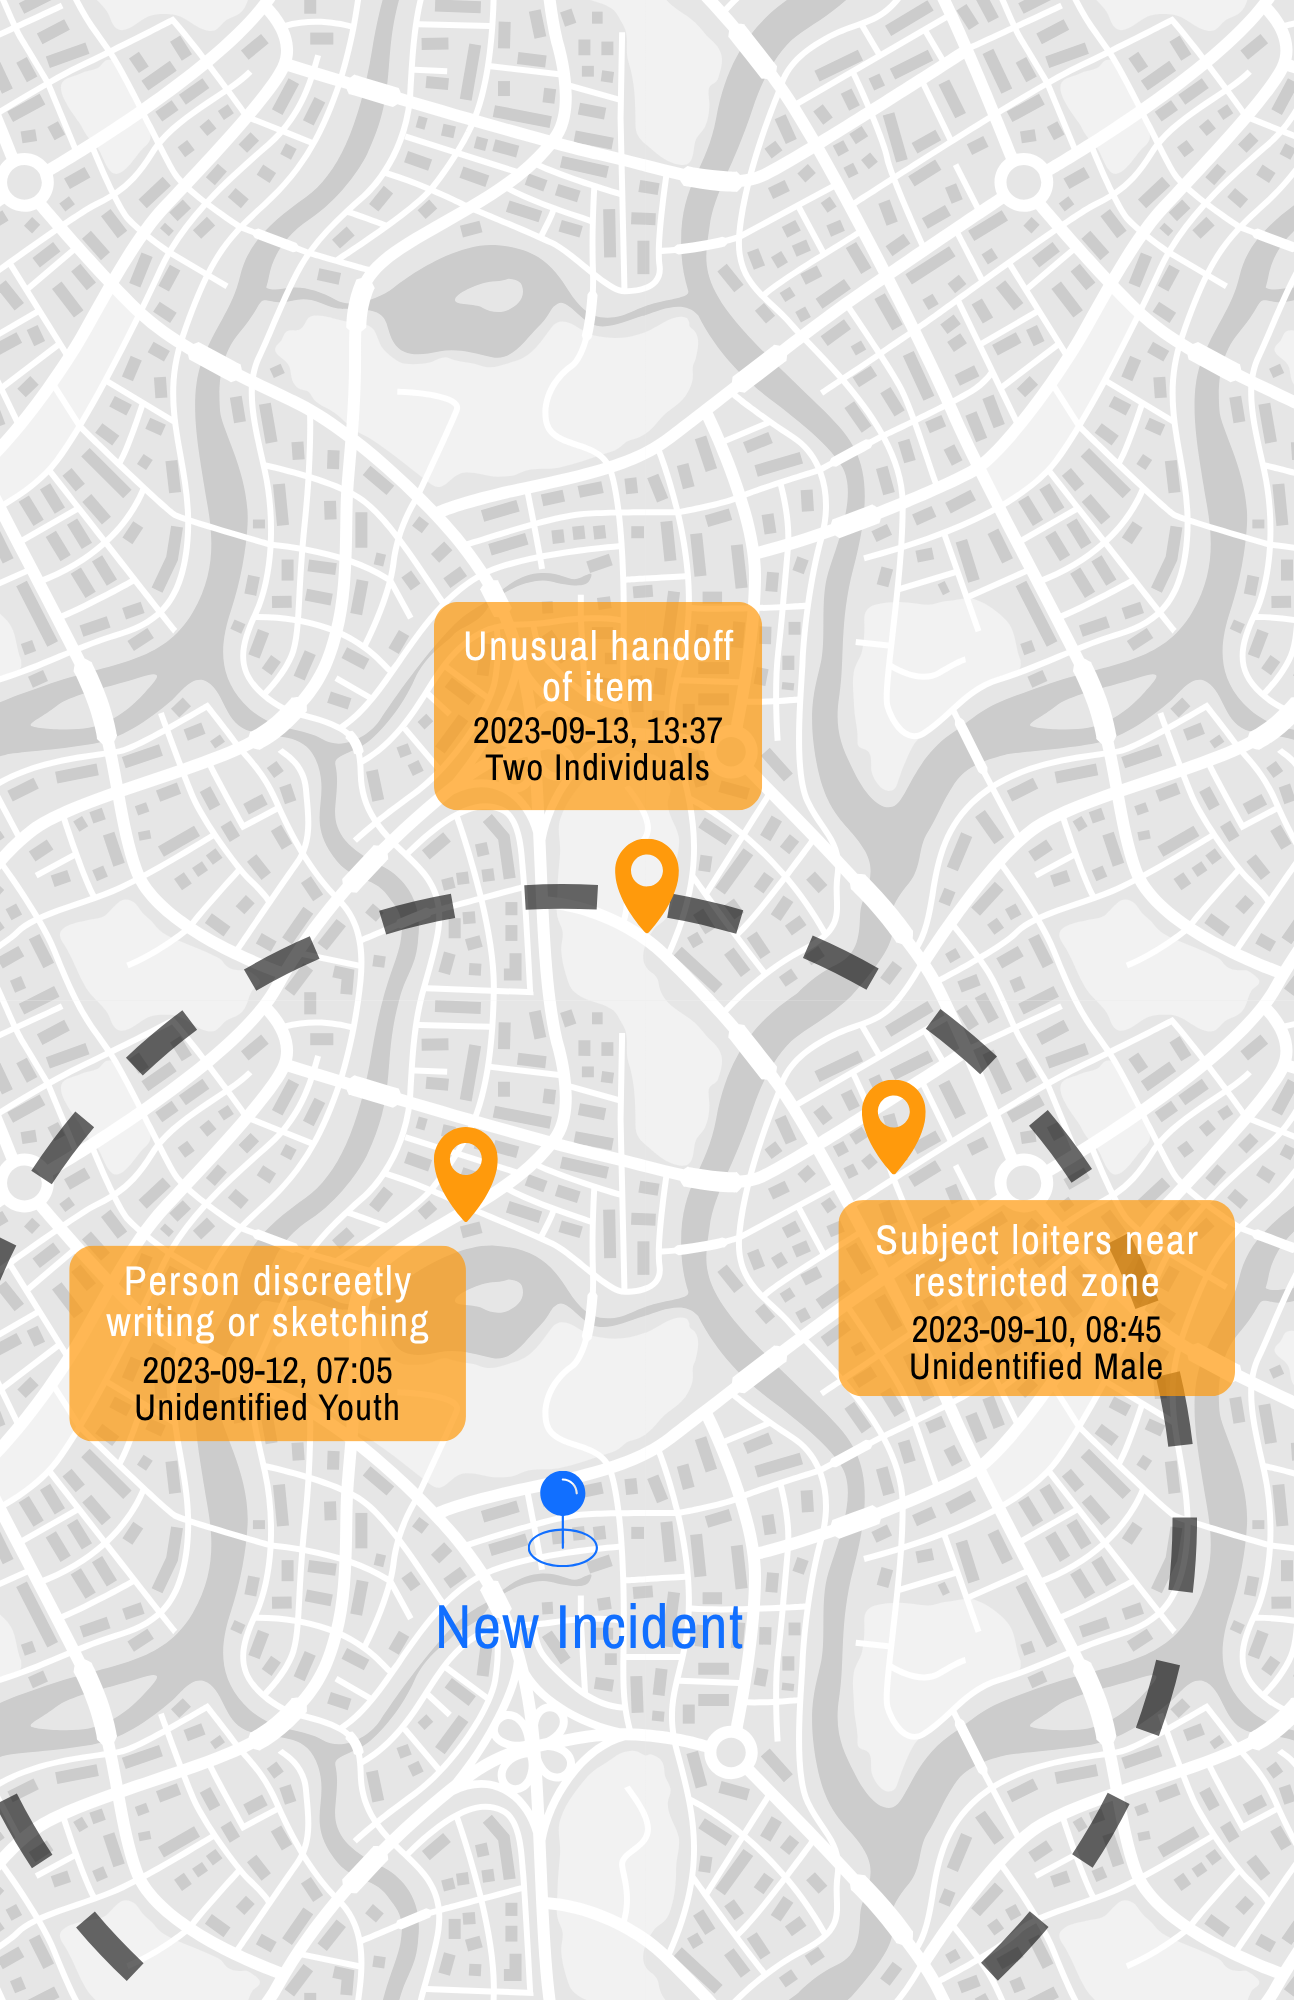 Unusual handoff
of item
2023-09-13, 13:37
Two Individuals
Person discreetly
writing or sketching
2023-09-12, 07:05
Unidentified Youth
Subject loiters near
restricted zone
2023-09-10, 08:45
Unidentified Male
New Incident